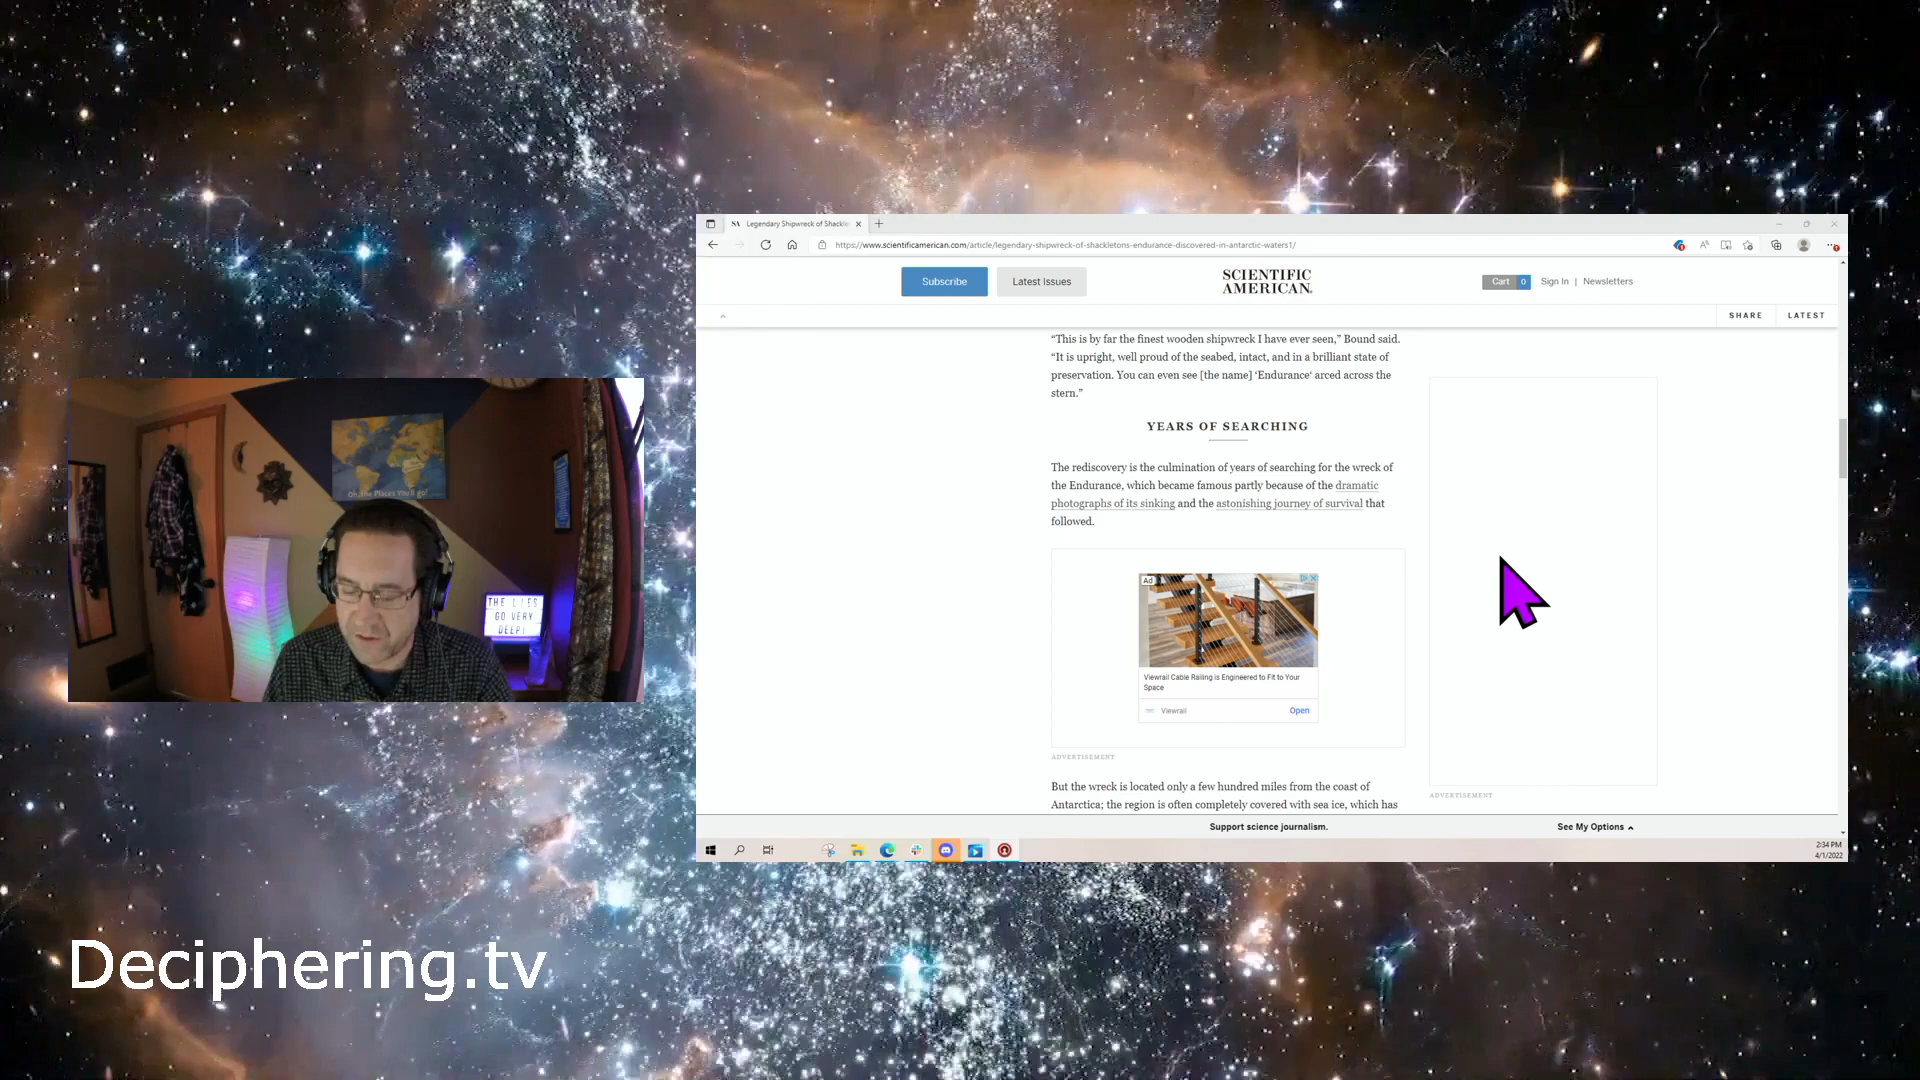 Legendary Shipwreck of Shackle
https://www.scientificamerican.com/article/legendary-shipwreck-of-shackletons-endurance-discovered-in-antarctic-waters1/
Subscribe
Latest Issues
SCIENTIFIC
AMERICAN.
Cart 0
Sign In | Newsletters
SHARE
LATEST
“This is by far the finest wooden shipwreck I have ever seen,” Bound said.
“It is upright, well proud of the seabed, intact, and in a brilliant state of
preservation. You can even see [the name] ‘Endurance‘ arced across the
stern.”
YEARS OF SEARCHING
The rediscovery is the culmination of years of searching for the wreck of
the Endurance, which became famous partly because of the dramatic
photographs of its sinking and the astonishing journey of survival that
followed.
Ad
Viewrail Cable Railing is Engineered to Fit to Your
Space
Viewrail
Open
ADVERTISEMENT
But the wreck is located only a few hundred miles from the coast of
Antarctica; the region is often completely covered with sea ice, which has
ADVERTISEMENT
Support science journalism.
See My Options
2:34 PM
4/1/2022
Oh, the Places You'll go!
THE LIES
GO VERY
DEEP!
Deciphering.tv